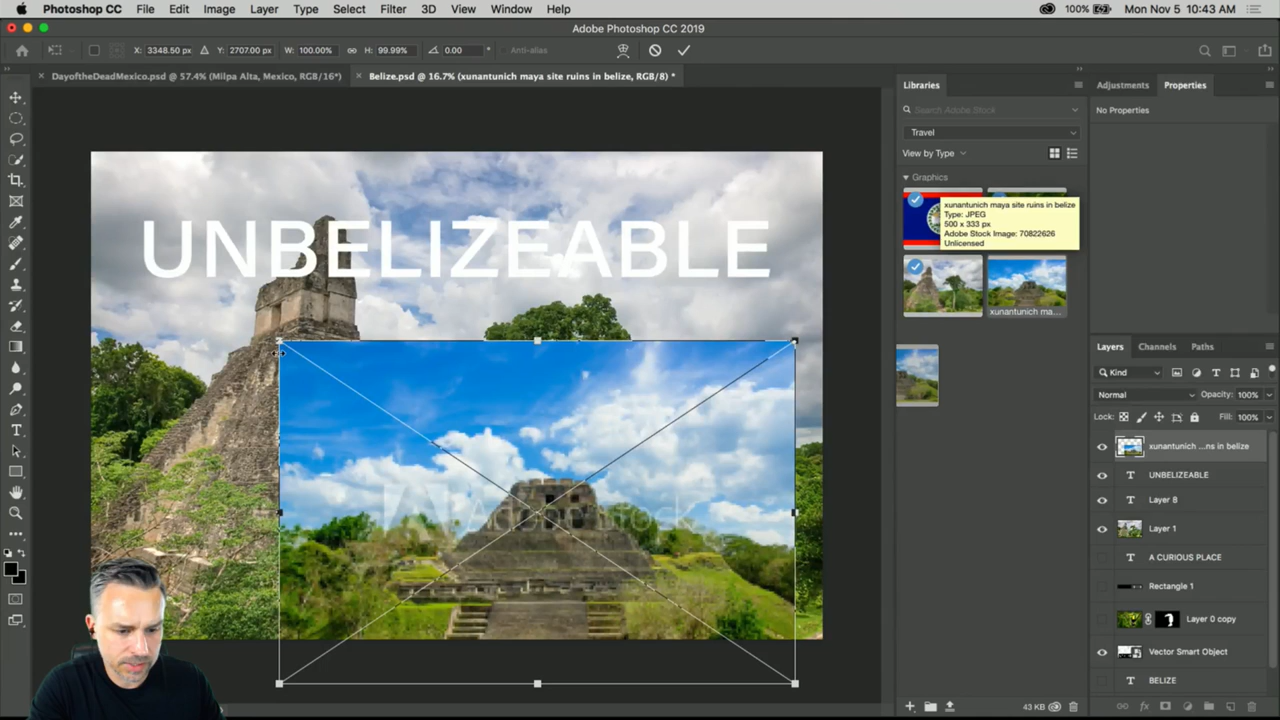 Photoshop CC File Edit Image Layer Type Select Filter 3D View Window Help
100% Mon Nov 5 10:43 AM
Adobe Photoshop CC 2019
X: 3348.50 px Y: 2707.00 px W: 100.00% H: 99.99% 0.00 ° Anti-alias
DayoftheDeadMexico.psd @ 57.4% (Milpa Alta, Mexico, RGB/16*)
Belize.psd @ 16.7% (xunantunich maya site ruins in belize, RGB/8) *
UNBELIZEABLE
Adobe Stock
Libraries
Search Adobe Stock
Travel
View by Type
Graphics
xunantunich maya site ruins in belize
Type: JPEG
500 x 333 px
Adobe Stock Image: 70822626
Unlicensed
xunantunich ma...
43 KB
Adjustments Properties
No Properties
Layers Channels Paths
Kind
Normal Opacity: 100%
Lock: Fill: 100%
xunantunich ...ns in belize
T UNBELIZEABLE
T Layer 8
Layer 1
T A CURIOUS PLACE
Rectangle 1
Layer 0 copy
Vector Smart Object
T BELIZE
fx